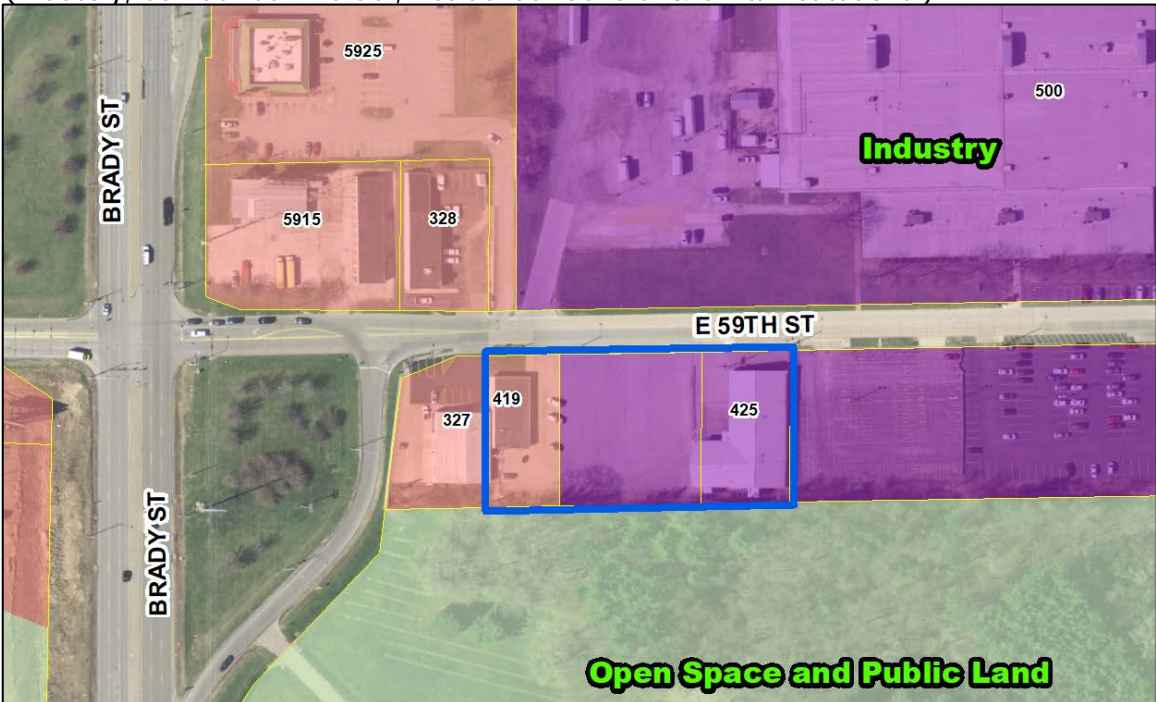 5925
500
BRADY ST
Industry
5915
328
E 59TH ST
419
425
327
BRADY ST
Open Space and Public Land